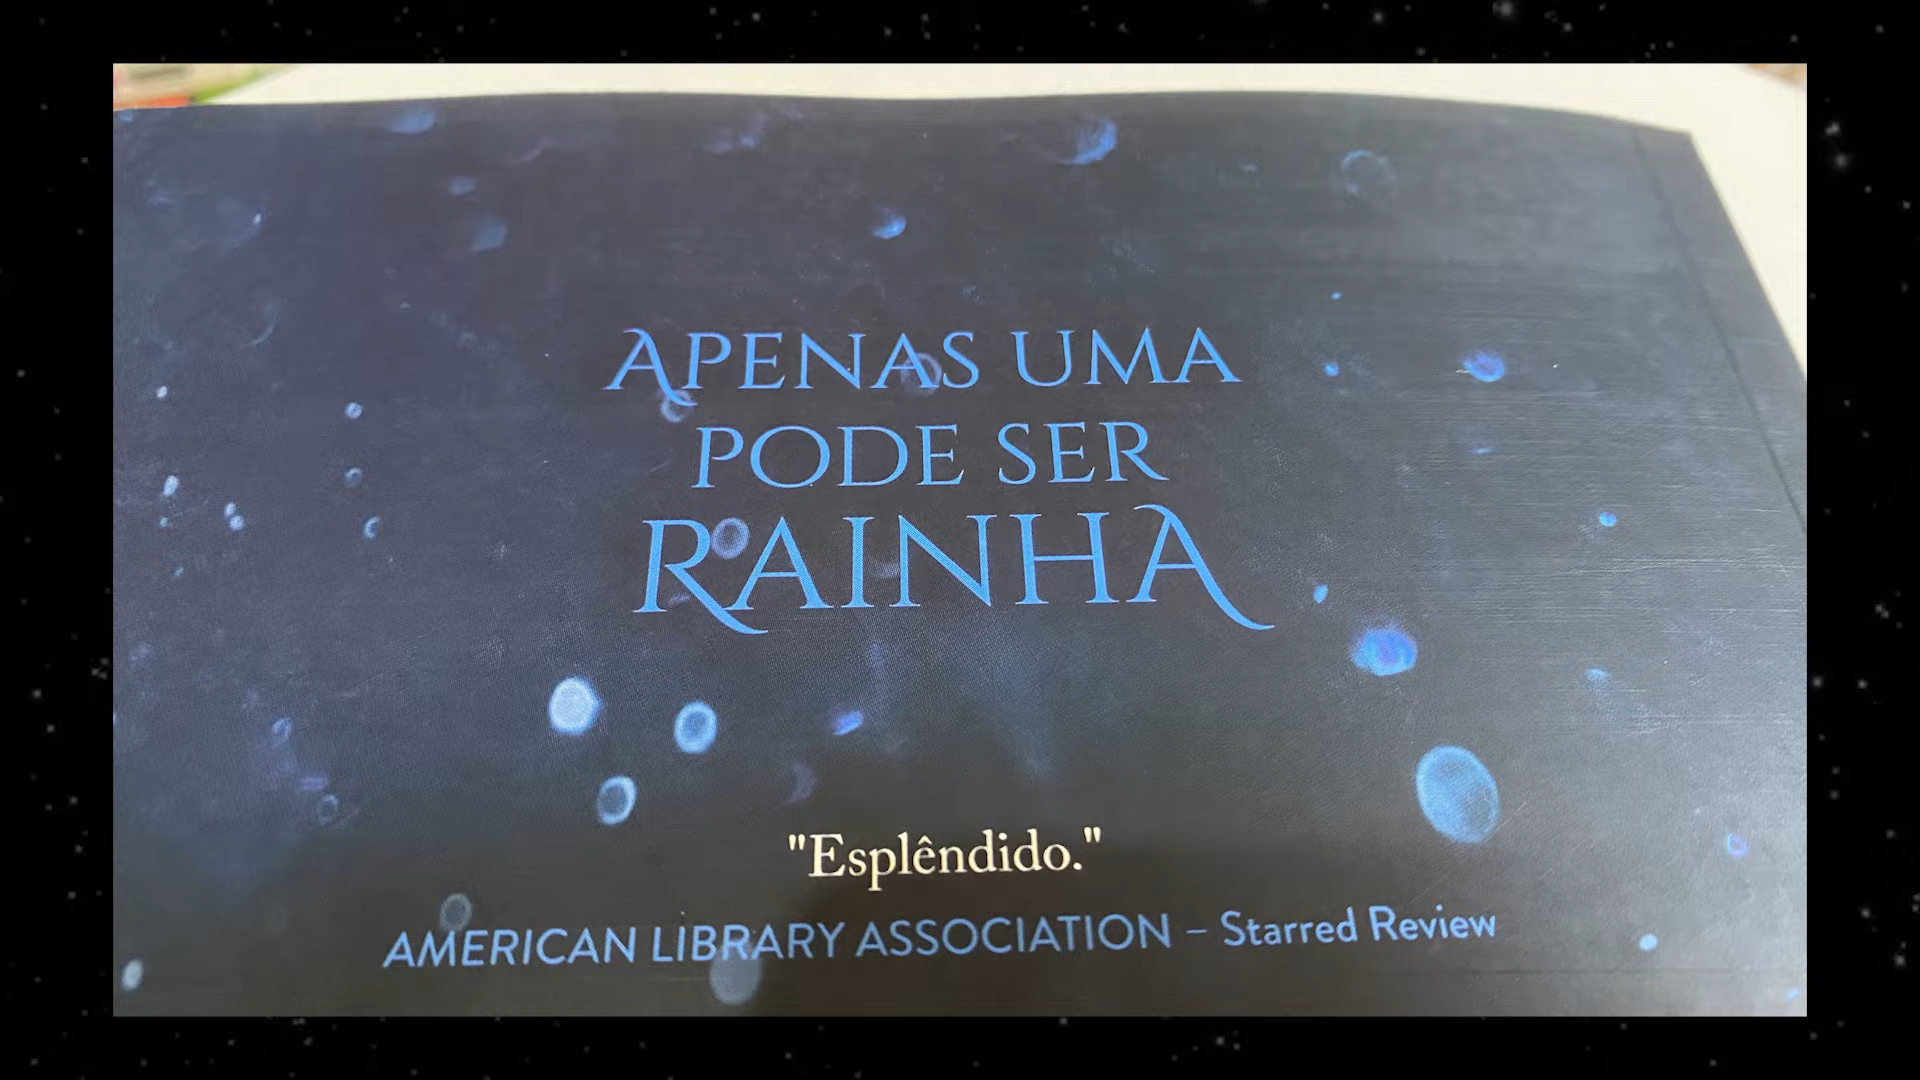 APENAS UMA
PODE SER
RAINHA
"Esplêndido."
AMERICAN LIBRARY ASSOCIATION – Starred Review